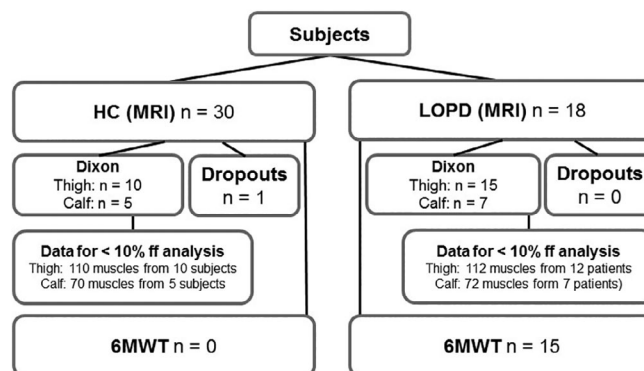 Subjects
HC (MRI) n = 30
LOPD (MRI) n = 18
Dixon
Thigh: n = 10
Calf: n = 5
Dropouts
n = 1
Dixon
Thigh: n = 15
Calf: n = 7
Dropouts
n = 0
Data for < 10% ff analysis
Thigh: 110 muscles from 10 subjects
Calf: 70 muscles from 5 subjects
Data for < 10% ff analysis
Thigh: 112 muscles from 12 patients
Calf: 72 muscles form 7 patients)
6MWT n = 0
6MWT n = 15